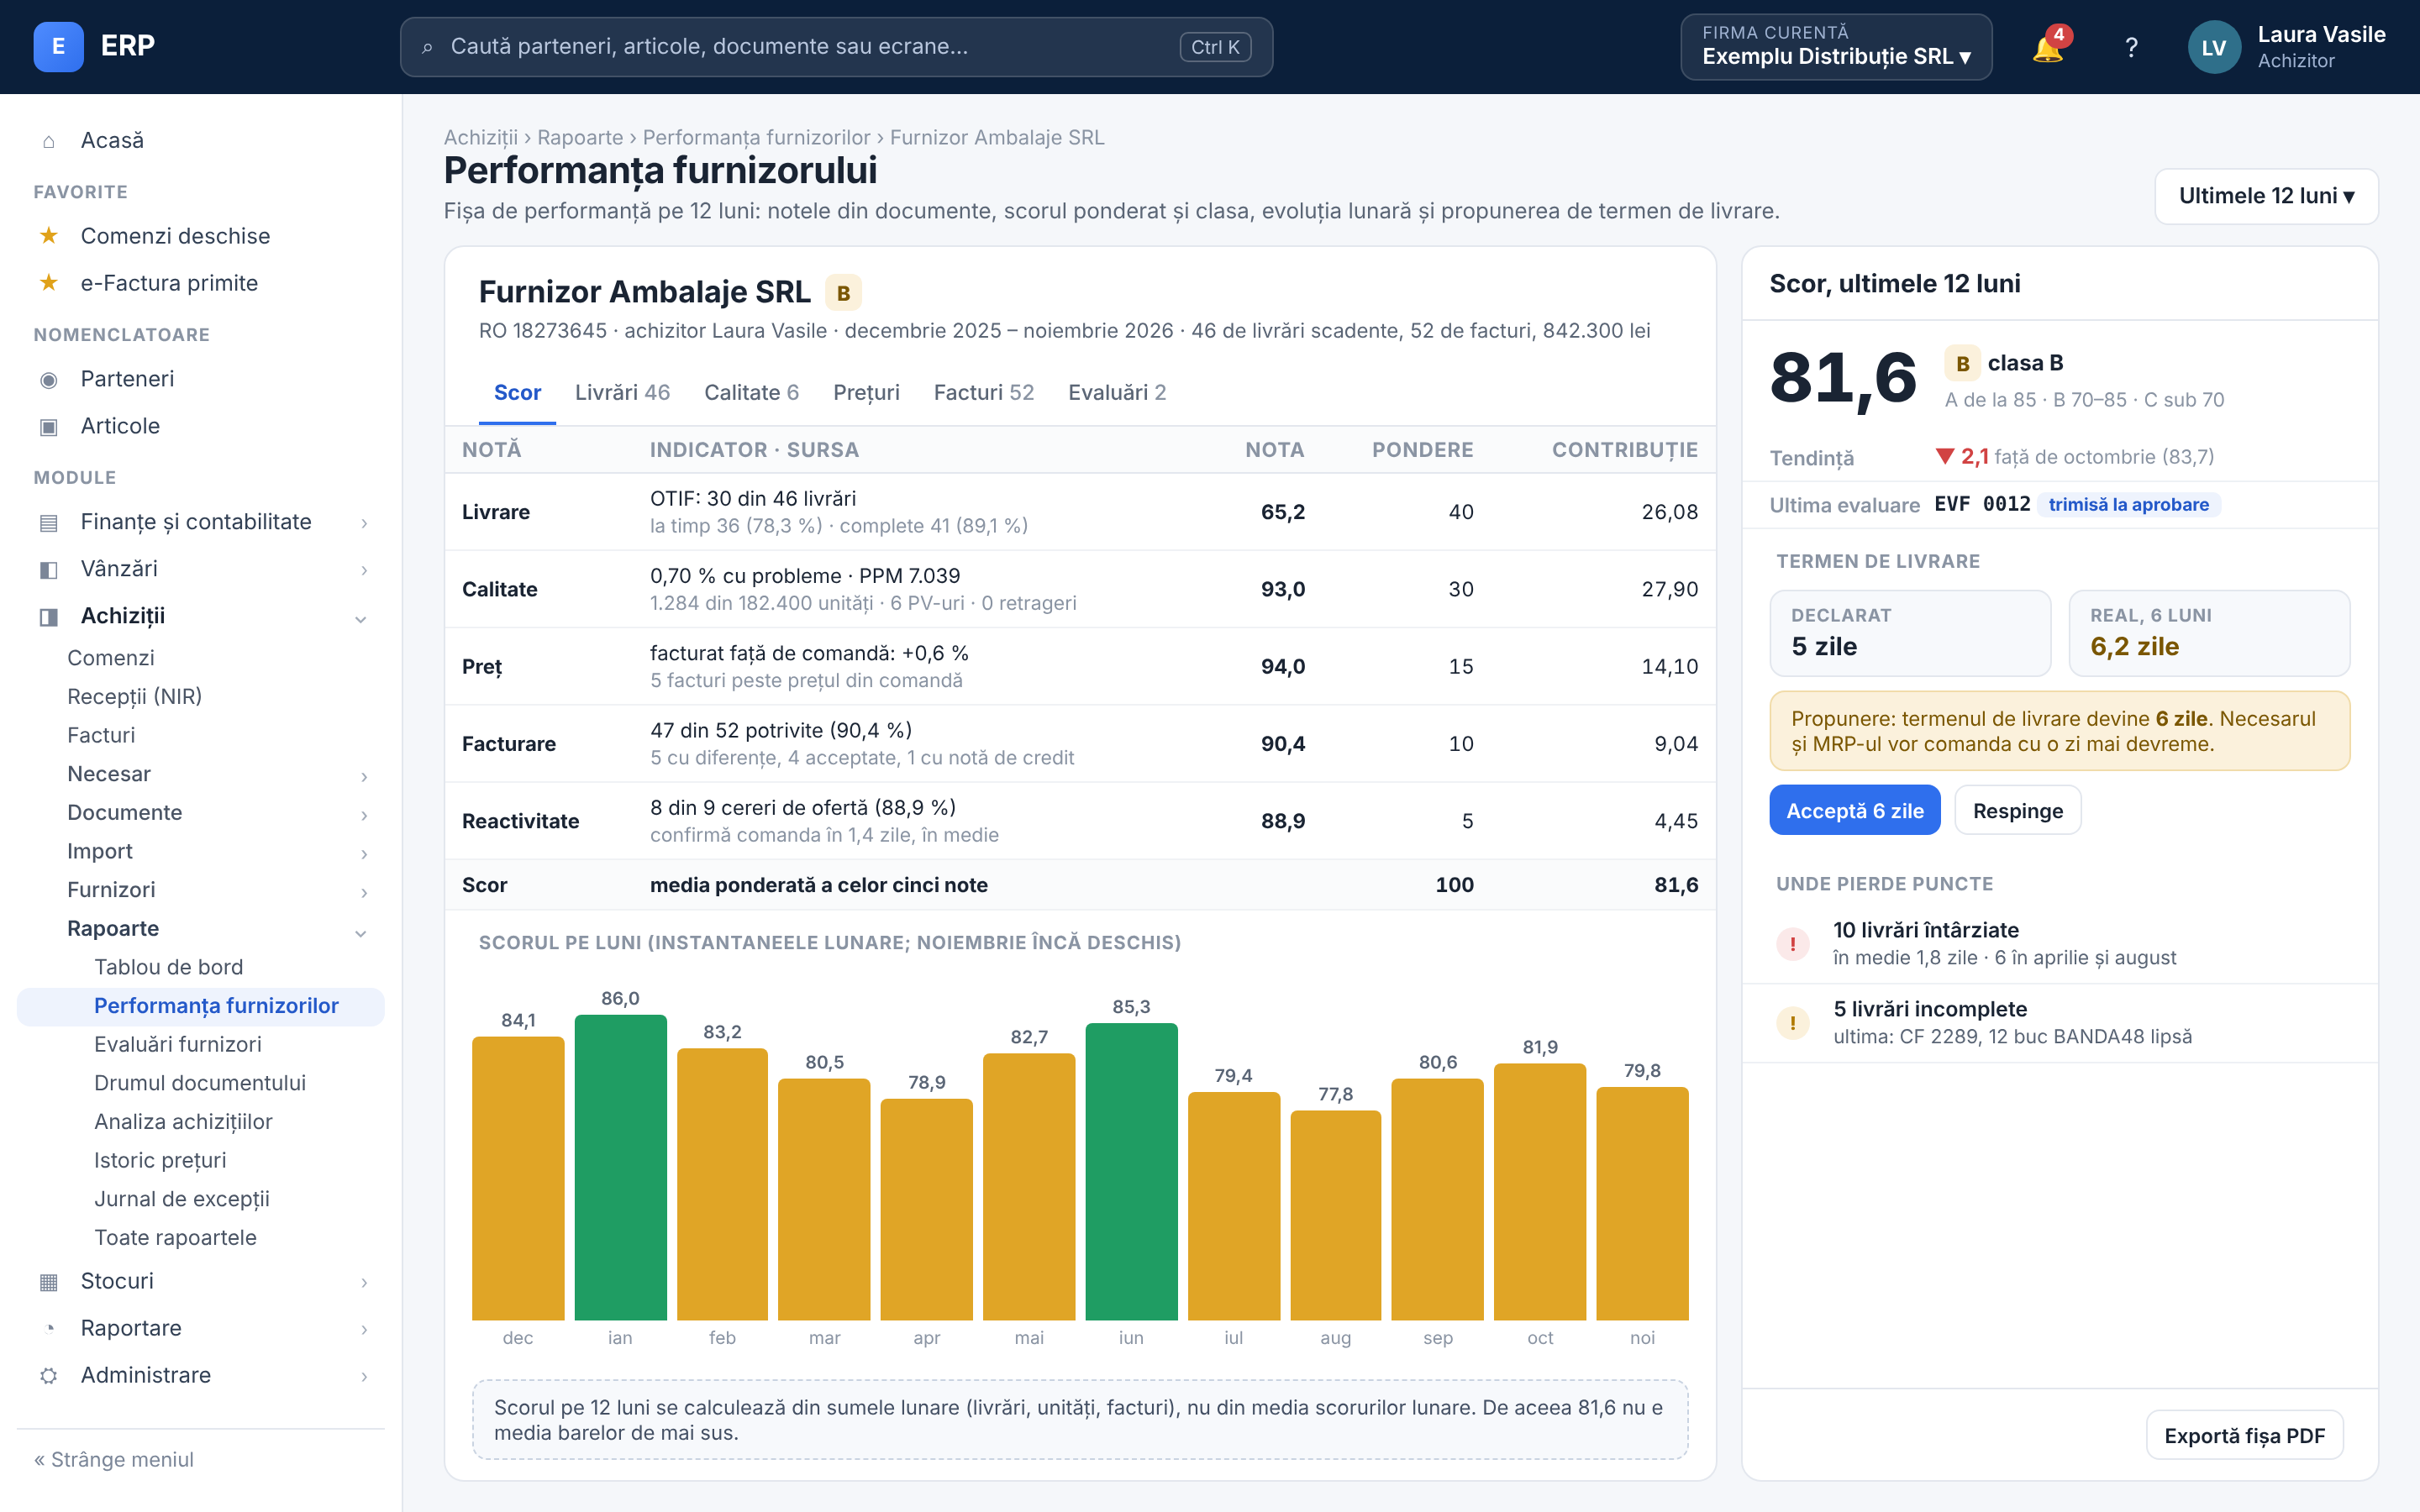 E ERP
Caută parteneri, articole, documente sau ecrane... Ctrl K
FIRMA CURENTĂ
Exemplu Distribuție SRL ▾
4
?
LV
Laura Vasile
Achizitor
Acasă
FAVORITE
★ Comenzi deschise
★ e-Factura primite
NOMENCLATOARE
Parteneri
Articole
MODULE
Finanțe și contabilitate ›
Vânzări ›
Achiziții
Comenzi
Recepții (NIR)
Facturi
Necesar ›
Documente ›
Import ›
Furnizori ›
Rapoarte
Tablou de bord
Performanța furnizorilor
Evaluări furnizori
Drumul documentului
Analiza achizițiilor
Istoric prețuri
Jurnal de excepții
Toate rapoartele
Stocuri ›
Raportare ›
Administrare ›
« Strânge meniul
Achiziții › Rapoarte › Performanța furnizorilor › Furnizor Ambalaje SRL
Performanța furnizorului
Fișa de performanță pe 12 luni: notele din documente, scorul ponderat și clasa, evoluția lunară și propunerea de termen de livrare.
Ultimele 12 luni ▾
Furnizor Ambalaje SRL B
RO 18273645 · achizitor Laura Vasile · decembrie 2025 – noiembrie 2026 · 46 de livrări scadente, 52 de facturi, 842.300 lei
Scor Livrări 46 Calitate 6 Prețuri Facturi 52 Evaluări 2
NOTĂ INDICATOR · SURSA NOTA PONDERE CONTRIBUȚIE
Livrare OTIF: 30 din 46 livrări 65,2 40 26,08
la timp 36 (78,3 %) · complete 41 (89,1 %)
Calitate 0,70 % cu probleme · PPM 7.039 93,0 30 27,90
1.284 din 182.400 unități · 6 PV-uri · 0 retrageri
Preț facturat față de comandă: +0,6 % 94,0 15 14,10
5 facturi peste prețul din comandă
Facturare 47 din 52 potrivite (90,4 %) 90,4 10 9,04
5 cu diferențe, 4 acceptate, 1 cu notă de credit
Reactivitate 8 din 9 cereri de ofertă (88,9 %) 88,9 5 4,45
confirmă comanda în 1,4 zile, în medie
Scor media ponderată a celor cinci note 100 81,6
SCORUL PE LUNI (INSTANTANEELE LUNARE; NOIEMBRIE ÎNCĂ DESCHIS)
84,1 86,0 83,2 80,5 78,9 82,7 85,3 79,4 77,8 80,6 81,9 79,8
dec ian feb mar apr mai iun iul aug sep oct noi
Scorul pe 12 luni se calculează din sumele lunare (livrări, unități, facturi), nu din media scorurilor lunare. De aceea 81,6 nu e
media barelor de mai sus.
Scor, ultimele 12 luni
81,6 B clasa B
A de la 85 · B 70–85 · C sub 70
Tendință ▼ 2,1 față de octombrie (83,7)
Ultima evaluare EVF 0012 trimisă la aprobare
TERMEN DE LIVRARE
DECLARAT
5 zile
REAL, 6 LUNI
6,2 zile
Propunere: termenul de livrare devine 6 zile. Necesarul
și MRP-ul vor comanda cu o zi mai devreme.
Acceptă 6 zile Respinge
UNDE PIERDE PUNCTE
! 10 livrări întârziate
în medie 1,8 zile · 6 în aprilie și august
! 5 livrări incomplete
ultima: CF 2289, 12 buc BANDA48 lipsă
Exportă fișa PDF